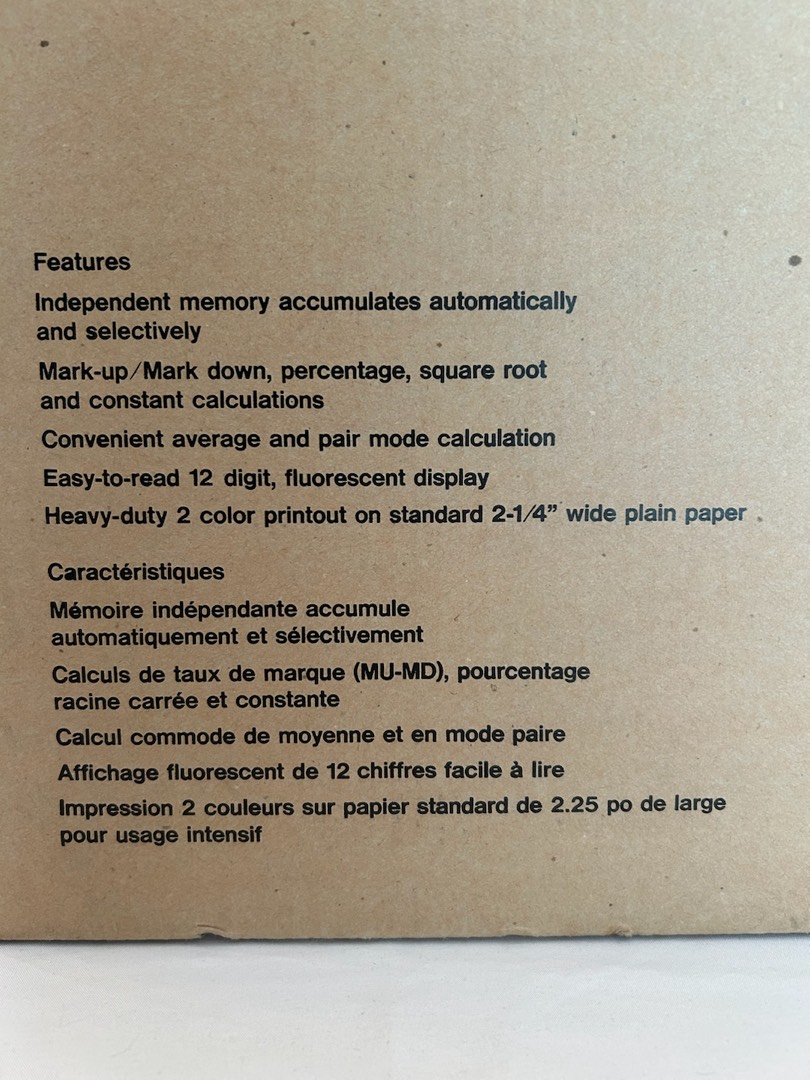 Features
Independent memory accumulates automatically
and selectively
Mark-up/Mark down, percentage, square root
and constant calculations
Convenient average and pair mode calculation
Easy-to-read 12 digit, fluorescent display
Heavy-duty 2 color printout on standard 2-1/4” wide plain paper
Caractéristiques
Mémoire indépendante accumule
automatiquement et sélectivement
Calculs de taux de marque (MU-MD), pourcentage
racine carrée et constante
Calcul commode de moyenne et en mode paire
Affichage fluorescent de 12 chiffres facile à lire
Impression 2 couleurs sur papier standard de 2.25 po de large
pour usage intensif